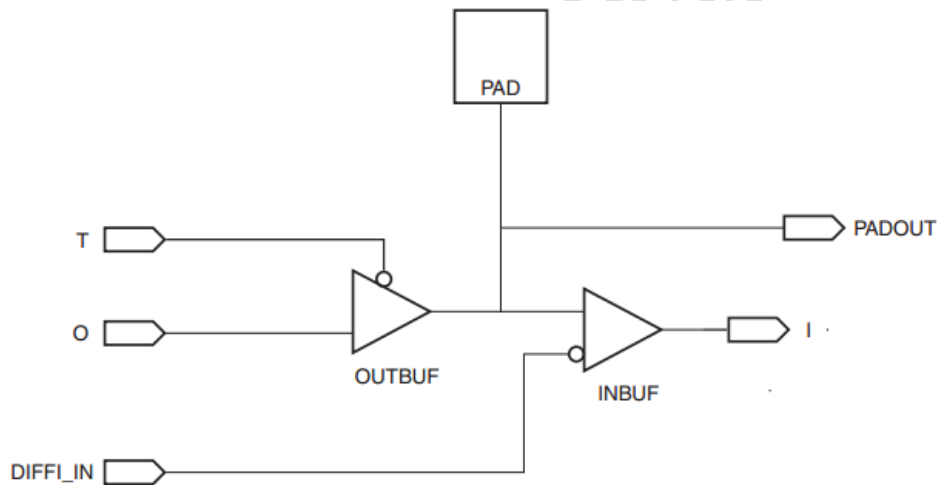 PAD
T
PADOUT
O
I
OUTBUF
INBUF
DIFFI_IN